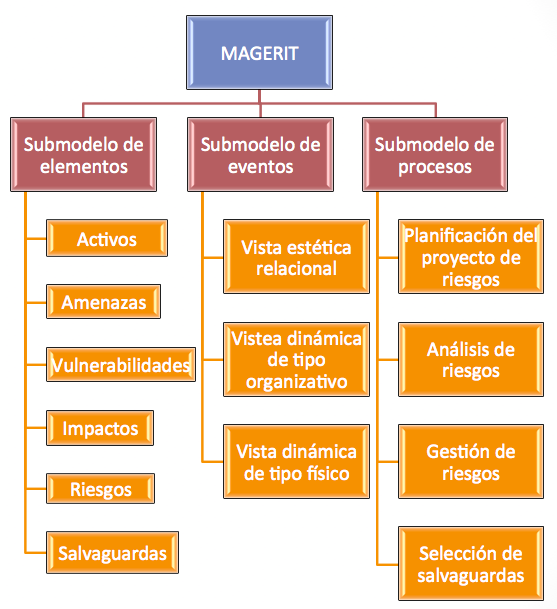 MAGERIT
Submodelo de
elementos
Activos
Amenazas
Vulnerabilidades
Impactos
Riesgos
Salvaguardas
Submodelo de
eventos
Vista estética
relacional
Vistea dinámica
de tipo
organizativo
Vista dinámica
de tipo físico
Submodelo de
procesos
Planificación del
proyecto de
riesgos
Análisis de
riesgos
Gestión de
riesgos
Selección de
salvaguardas